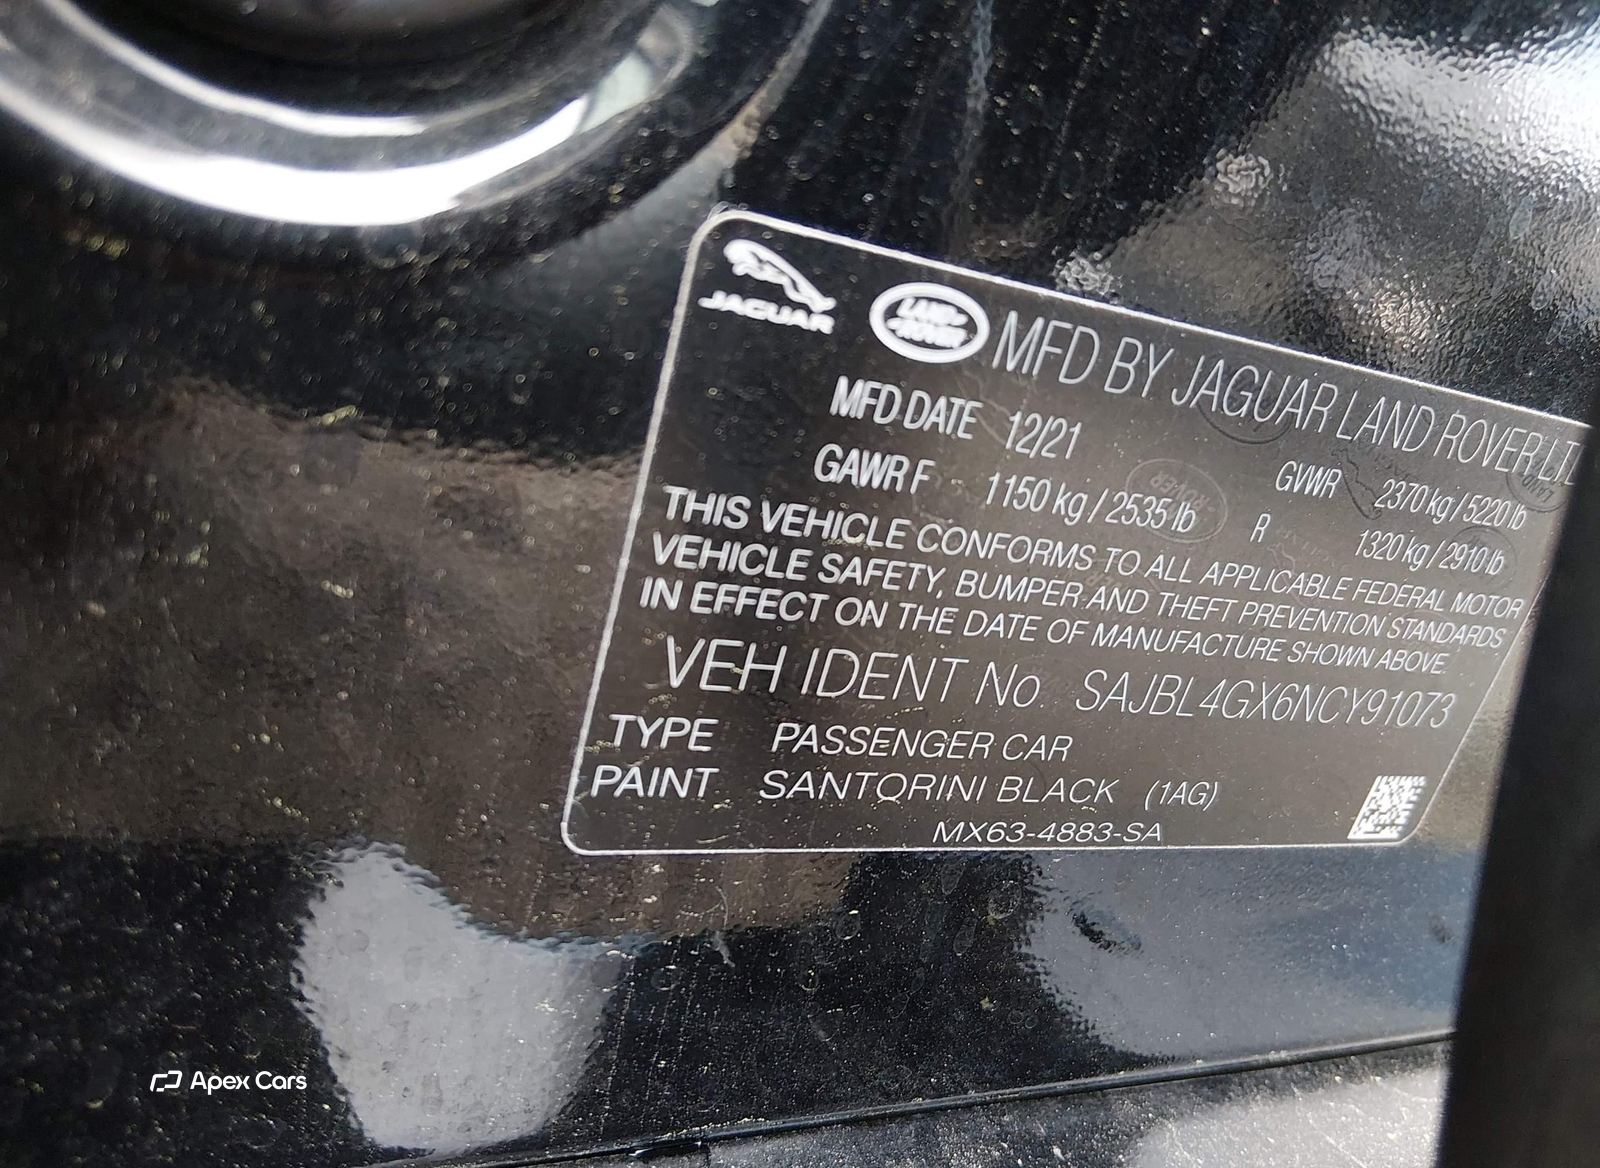 JAGUAR
LAND ROVER
MFD BY JAGUAR LAND ROVER LTD
MFD DATE 12/21
GVWR 2370 kg / 5220 lb
GAWR F 1150 kg / 2535 lb R 1320 kg / 2910 lb
THIS VEHICLE CONFORMS TO ALL APPLICABLE FEDERAL MOTOR
VEHICLE SAFETY, BUMPER AND THEFT PREVENTION STANDARDS
IN EFFECT ON THE DATE OF MANUFACTURE SHOWN ABOVE.
VEH IDENT No SAJBL4GX6NCY91073
TYPE PASSENGER CAR
PAINT SANTORINI BLACK (1AG)
MX63-4883-SA
Apex Cars